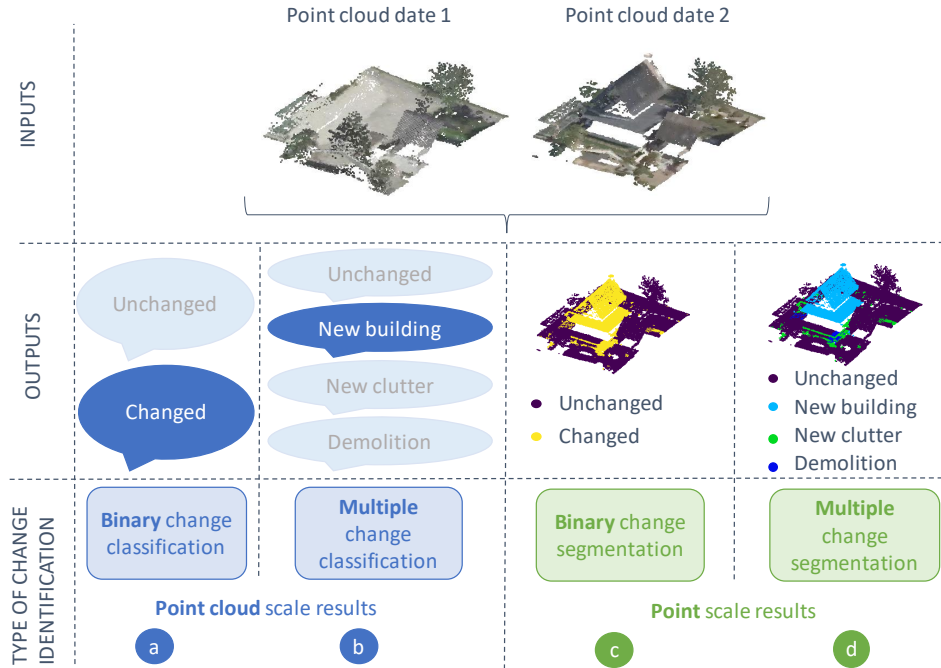 Point cloud date 1
Point cloud date 2
INPUTS
OUTPUTS
Unchanged
Changed
Unchanged
New building
New clutter
Demolition
Unchanged
Changed
Unchanged
New building
New clutter
Demolition
TYPE OF CHANGE
IDENTIFICATION
Binary change
classification
Multiple
change
classification
Binary change
segmentation
Multiple
change
segmentation
Point cloud scale results
Point scale results
a
b
c
d